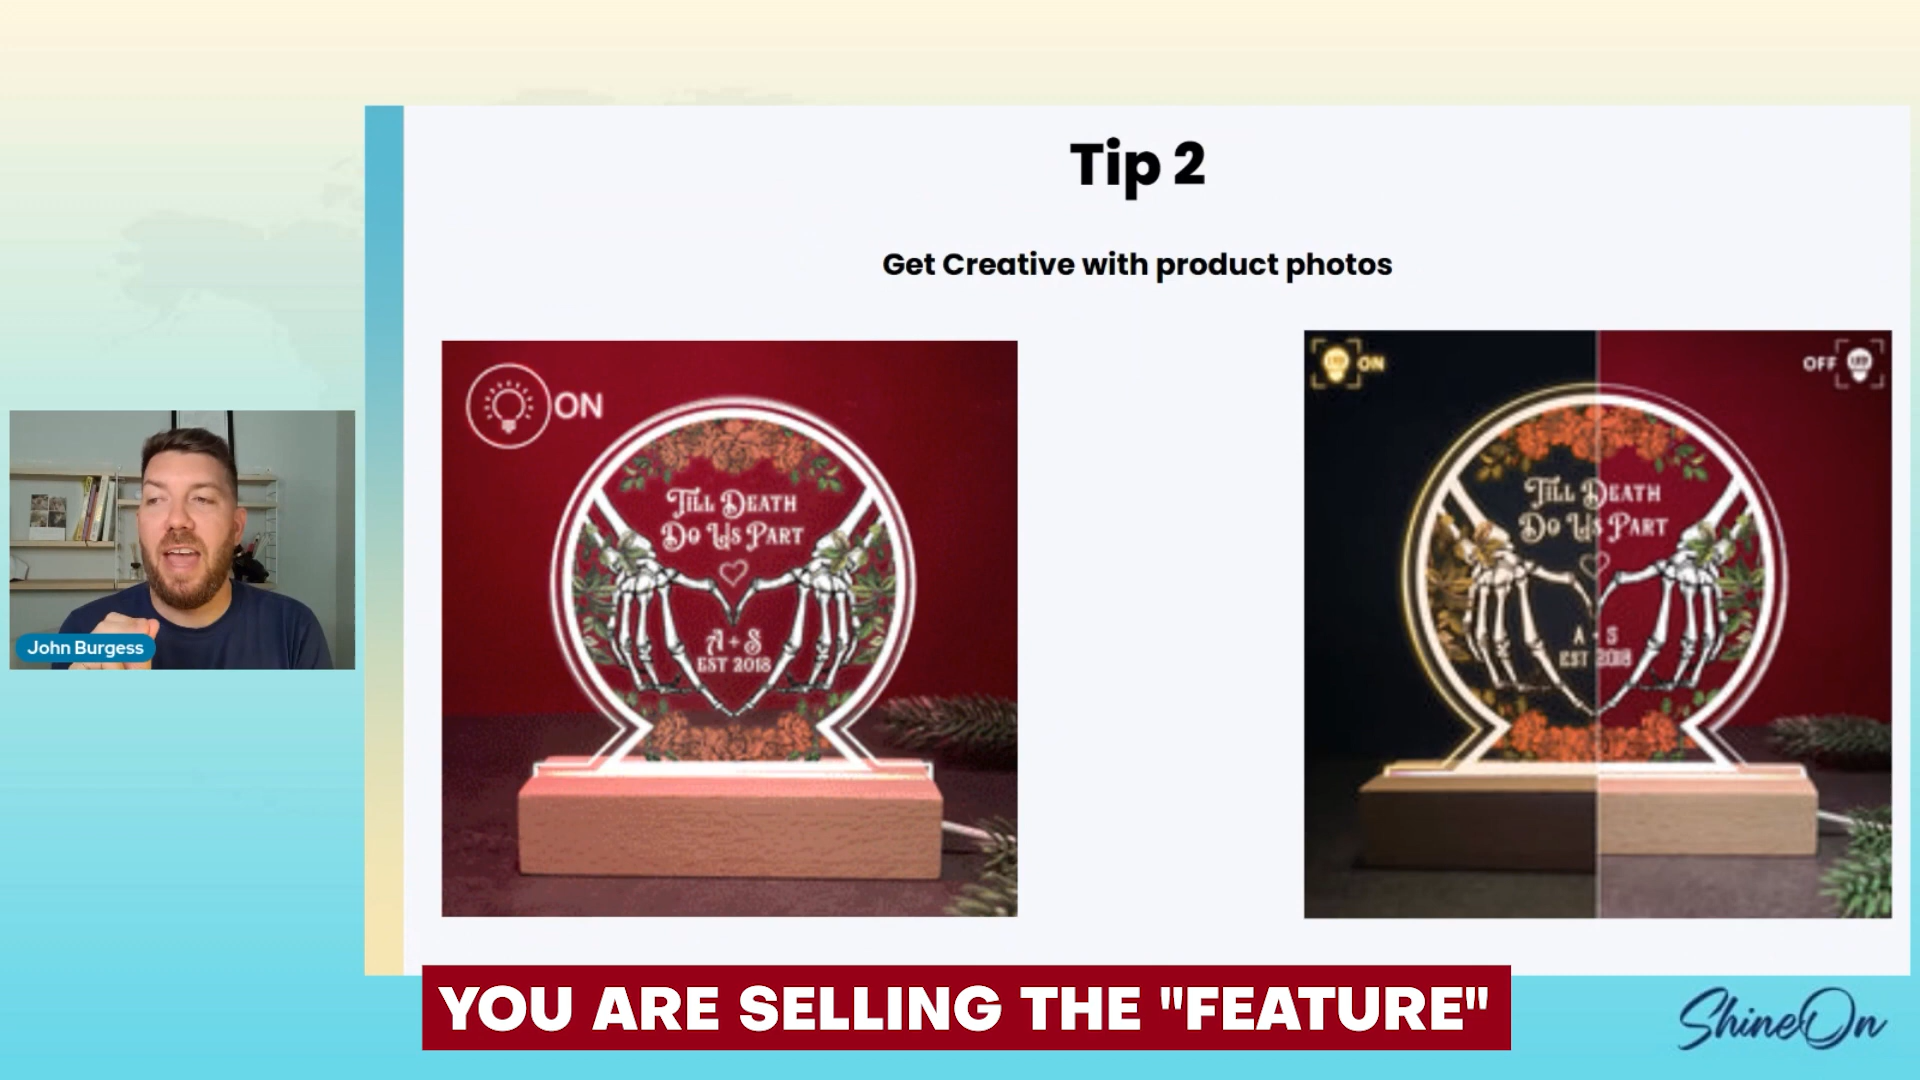 Tip 2
Get Creative with product photos
ON
TILL DEATH
DO US PART
A + S
EST 2018
ON
OFF
TILL DEATH
DO US PART
A + S
EST 2018
John Burgess
YOU ARE SELLING THE "FEATURE"
ShineOn